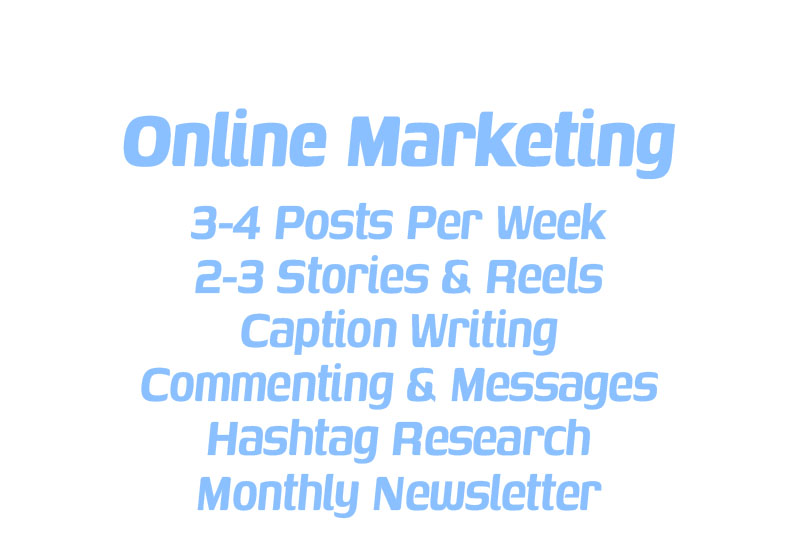 Online Marketing
3-4 Posts Per Week
2-3 Stories & Reels
Caption Writing
Commenting & Messages
Hashtag Research
Monthly Newsletter